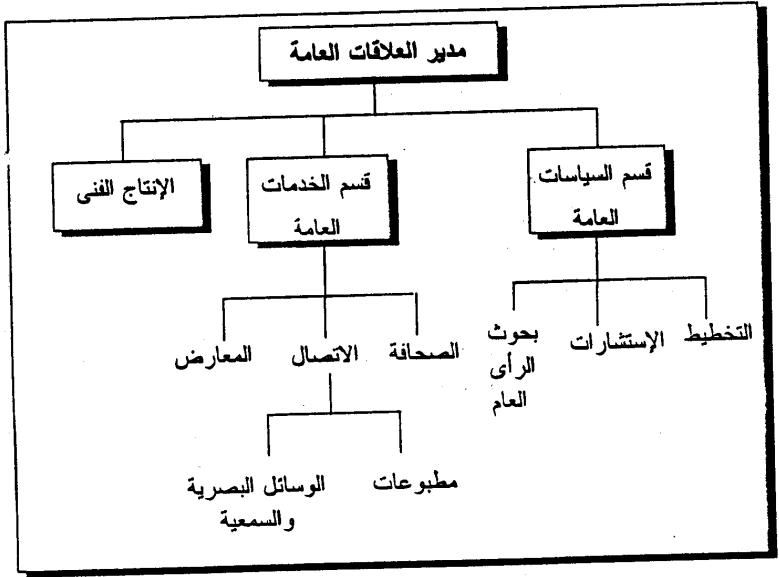 مدير العلاقات العامة
قسم السياسات
العامة
قسم الخدمات
العامة
الإنتاج الفنى
التخطيط
الإستشارات
بحوث
الرأى
العام
الصحافة
الاتصال
المعارض
مطبوعات
الوسائل البصرية
والسمعية